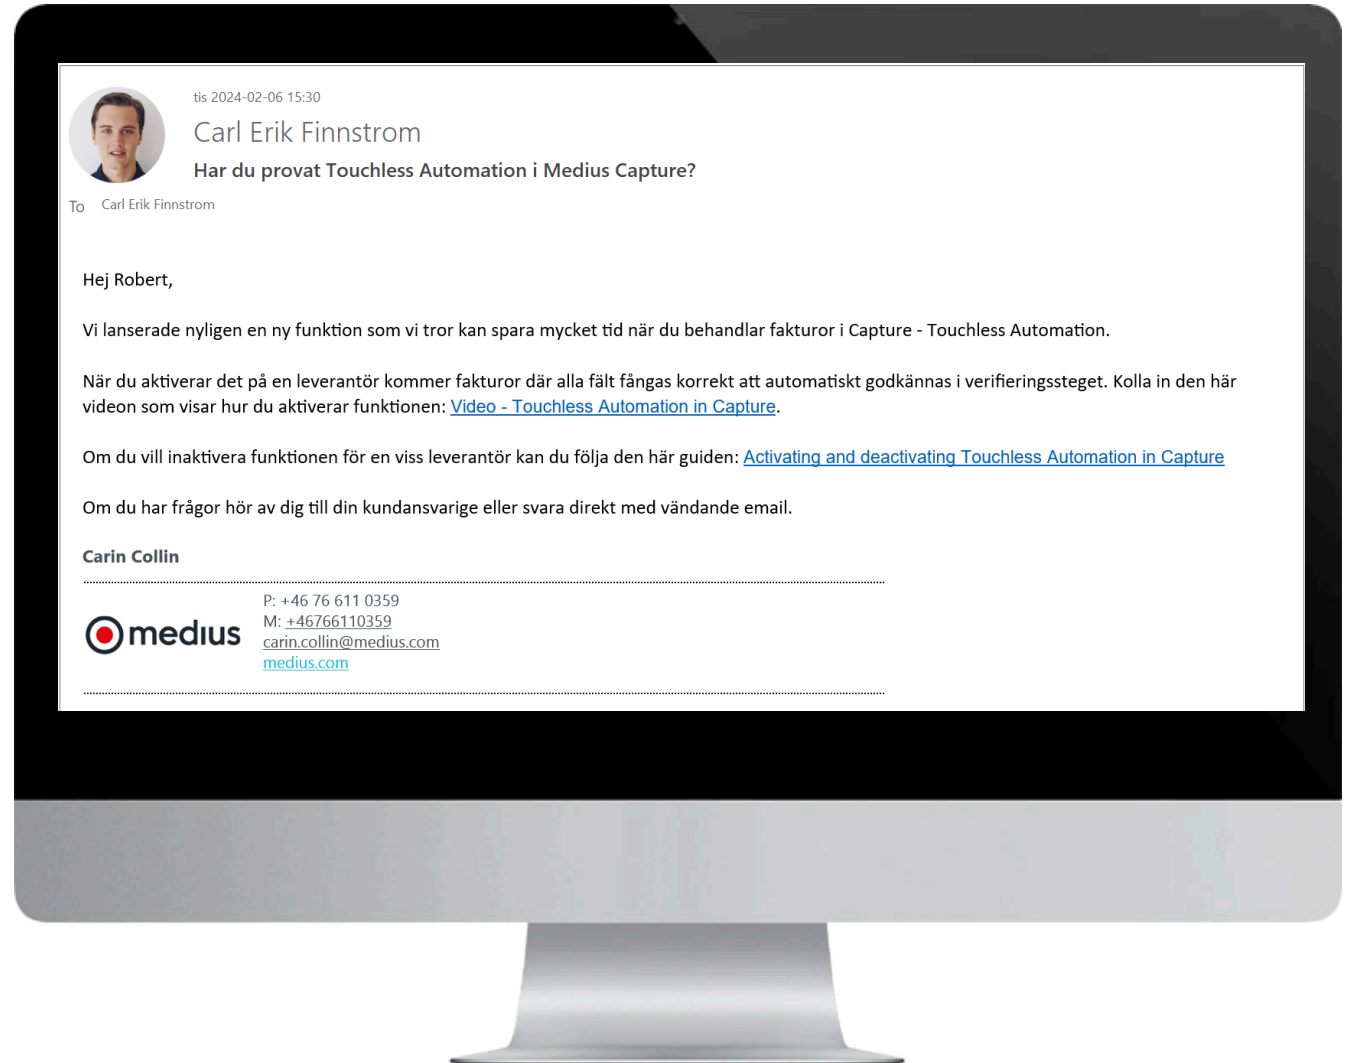 tis 2024-02-06 15:30
Carl Erik Finnstrom
Har du provat Touchless Automation i Medius Capture?
To Carl Erik Finnstrom
Hej Robert,
Vi lanserade nyligen en ny funktion som vi tror kan spara mycket tid när du behandlar fakturor i Capture - Touchless Automation.
När du aktiverar det på en leverantör kommer fakturor där alla fält fångas korrekt att automatiskt godkännas i verifieringssteget. Kolla in den här
videon som visar hur du aktiverar funktionen: Video - Touchless Automation in Capture.
Om du vill inaktivera funktionen för en viss leverantör kan du följa den här guiden: Activating and deactivating Touchless Automation in Capture
Om du har frågor hör av dig till din kundansvarige eller svara direkt med vändande email.
Carin Collin
medius
P: +46 76 611 0359
M: +46766110359
carin.collin@medius.com
medius.com